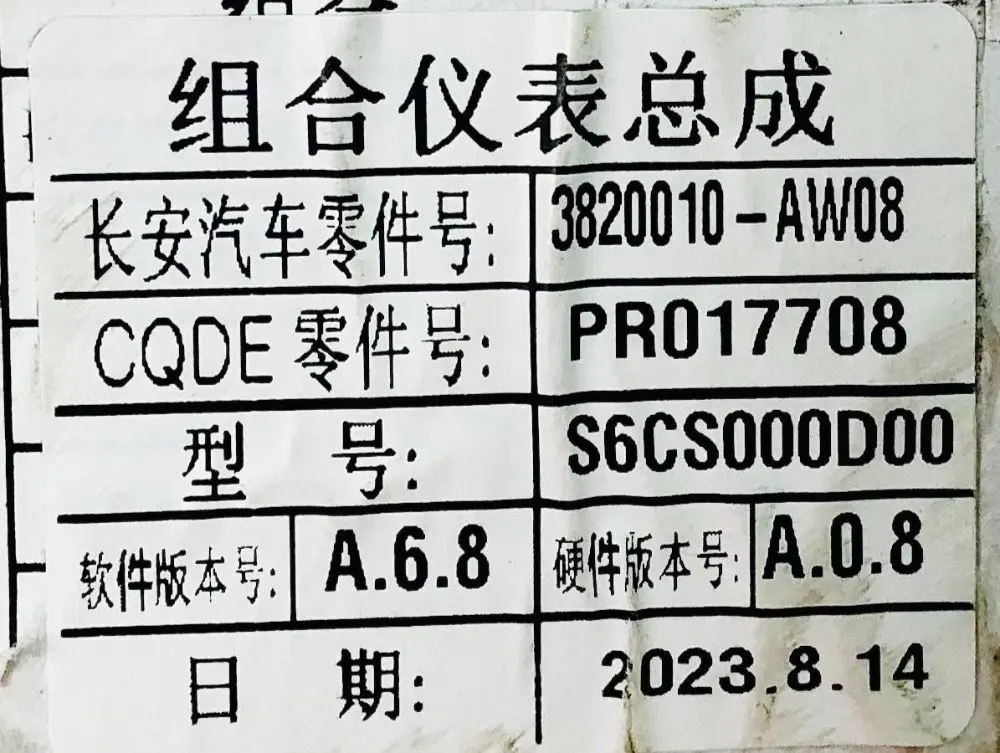 组合仪表总成
长安汽车零件号: 3820010-AW08
CQDE 零件号: PR017708
型 号: S6CS000D00
软件版本号: A.6.8 硬件版本号: A.0.8
日 期: 2023.8.14